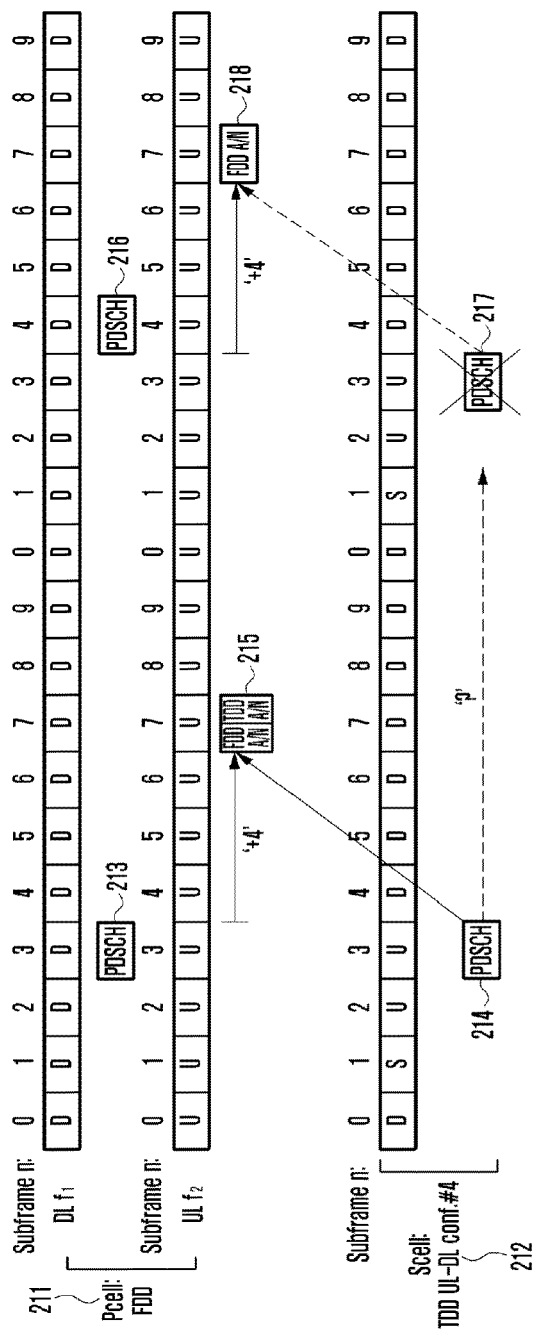 Subframe n: 0 1 2 3 4 5 6 7 8 9 0 1 2 3 4 5 6 7 8 9
DL f₁ D D D D D D D D D D D D D D D D D D D D
211
Pcell:
FDD
PDSCH 213
PDSCH 216
Subframe n: 0 1 2 3 4 5 6 7 8 9 0 1 2 3 4 5 6 7 8 9
UL f₂ U U U U U U U U U U U U U U U U U U U U
'+4'
FDD TDD
A/N A/N
215
'+4'
FDD A/N 218
Subframe n: 0 1 2 3 4 5 6 7 8 9 0 1 2 3 4 5 6 7 8 9
D S U U D D D D D D D S U U D D D D D D
Scell:
TDD UL-DL conf.#4
212
PDSCH
214
'?'
PDSCH 217